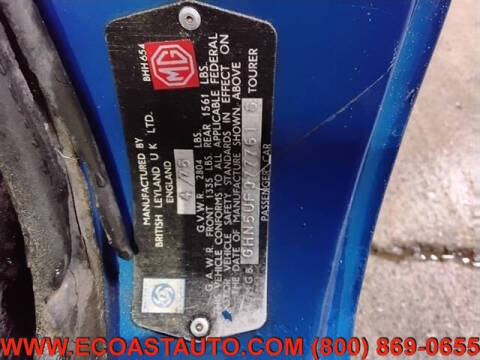 MG
BHH654
MANUFACTURED BY
BRITISH LEYLAND U K LTD.
ENGLAND
4/75
G.V.W.R. 2804 LBS.
G.A.W.R. FRONT 1335 LBS. REAR 1561 LBS.
THIS VEHICLE CONFORMS TO ALL APPLICABLE FEDERAL
MOTOR VEHICLE SAFETY STANDARDS IN EFFECT ON
THE DATE OF MANUFACTURE SHOWN ABOVE
G.B.
TOURER
PASSENGER CAR
WWW.ECOASTAUTO.COM (800) 869-0655